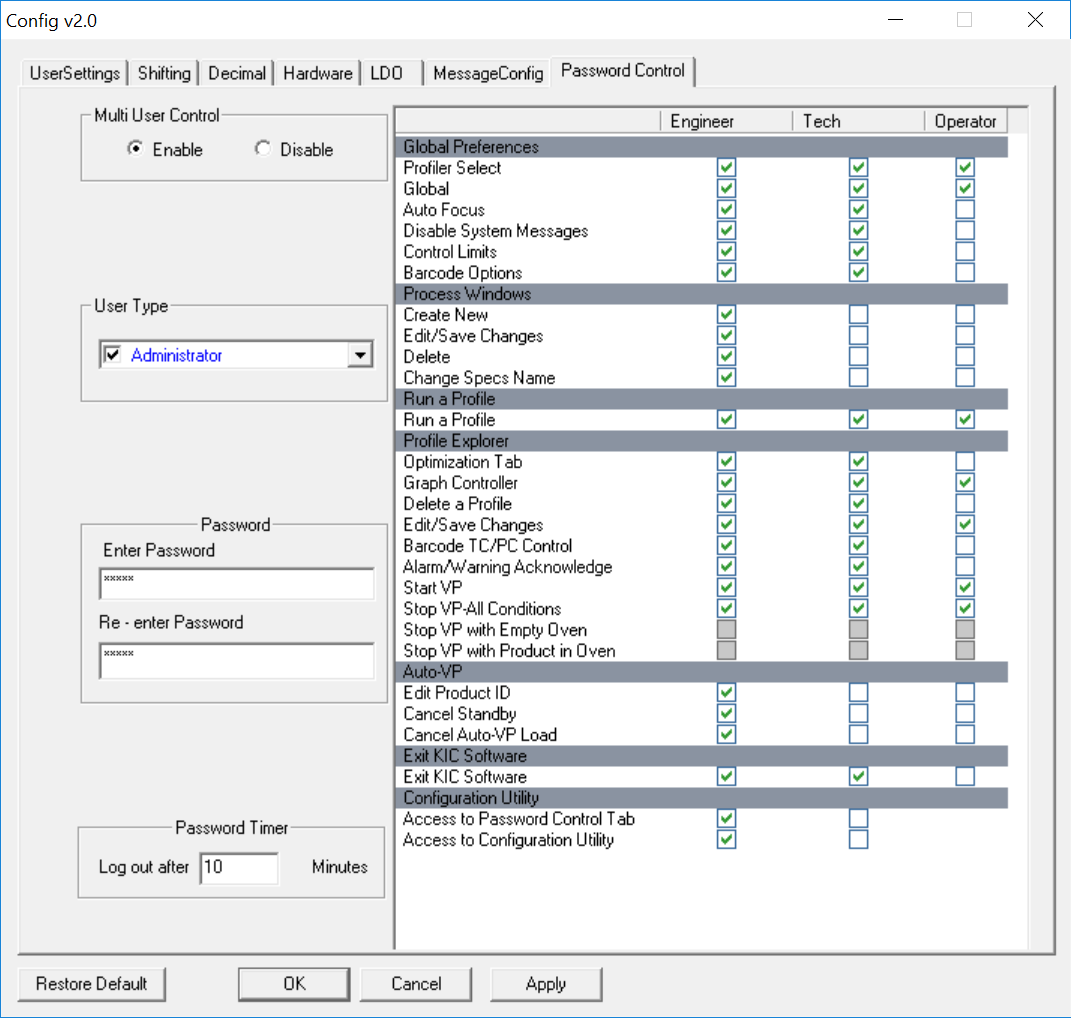 Config v2.0
UserSettings Shifting Decimal Hardware LDO MessageConfig Password Control
Multi User Control
Enable Disable
User Type
Administrator
Password
Enter Password
*****
Re - enter Password
*****
Password Timer
Log out after 10 Minutes
Engineer Tech Operator
Global Preferences
Profiler Select
Global
Auto Focus
Disable System Messages
Control Limits
Barcode Options
Process Windows
Create New
Edit/Save Changes
Delete
Change Specs Name
Run a Profile
Run a Profile
Profile Explorer
Optimization Tab
Graph Controller
Delete a Profile
Edit/Save Changes
Barcode TC/PC Control
Alarm/Warning Acknowledge
Start VP
Stop VP-All Conditions
Stop VP with Empty Oven
Stop VP with Product in Oven
Auto-VP
Edit Product ID
Cancel Standby
Cancel Auto-VP Load
Exit KIC Software
Exit KIC Software
Configuration Utility
Access to Password Control Tab
Access to Configuration Utility
Restore Default OK Cancel Apply